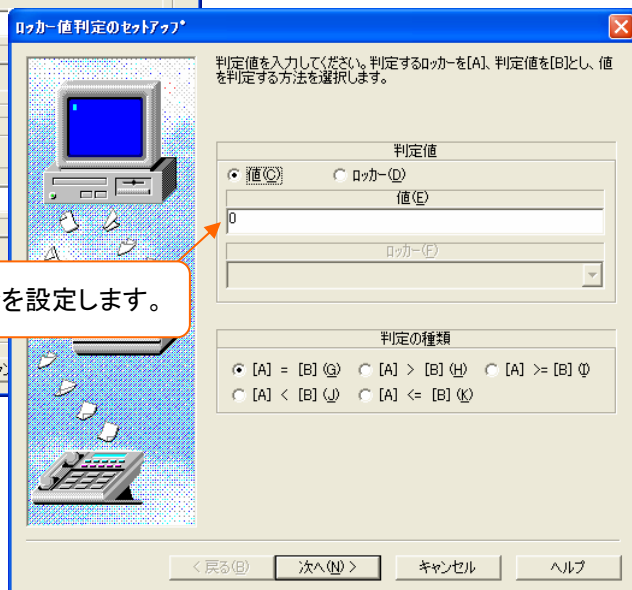 ロッカー値判定のセットアップ
判定値を入力してください。判定するロッカーを[A]、判定値を[B]とし、値
を判定する方法を選択します。
判定値
値(C) ロッカー(D)
値(E)
0
ロッカー(F)
を設定します。
判定の種類
[A] = [B] (G) [A] > [B] (H) [A] >= [B] (I)
[A] < [B] (J) [A] <= [B] (K)
< 戻る(B) 次へ(N) > キャンセル ヘルプ